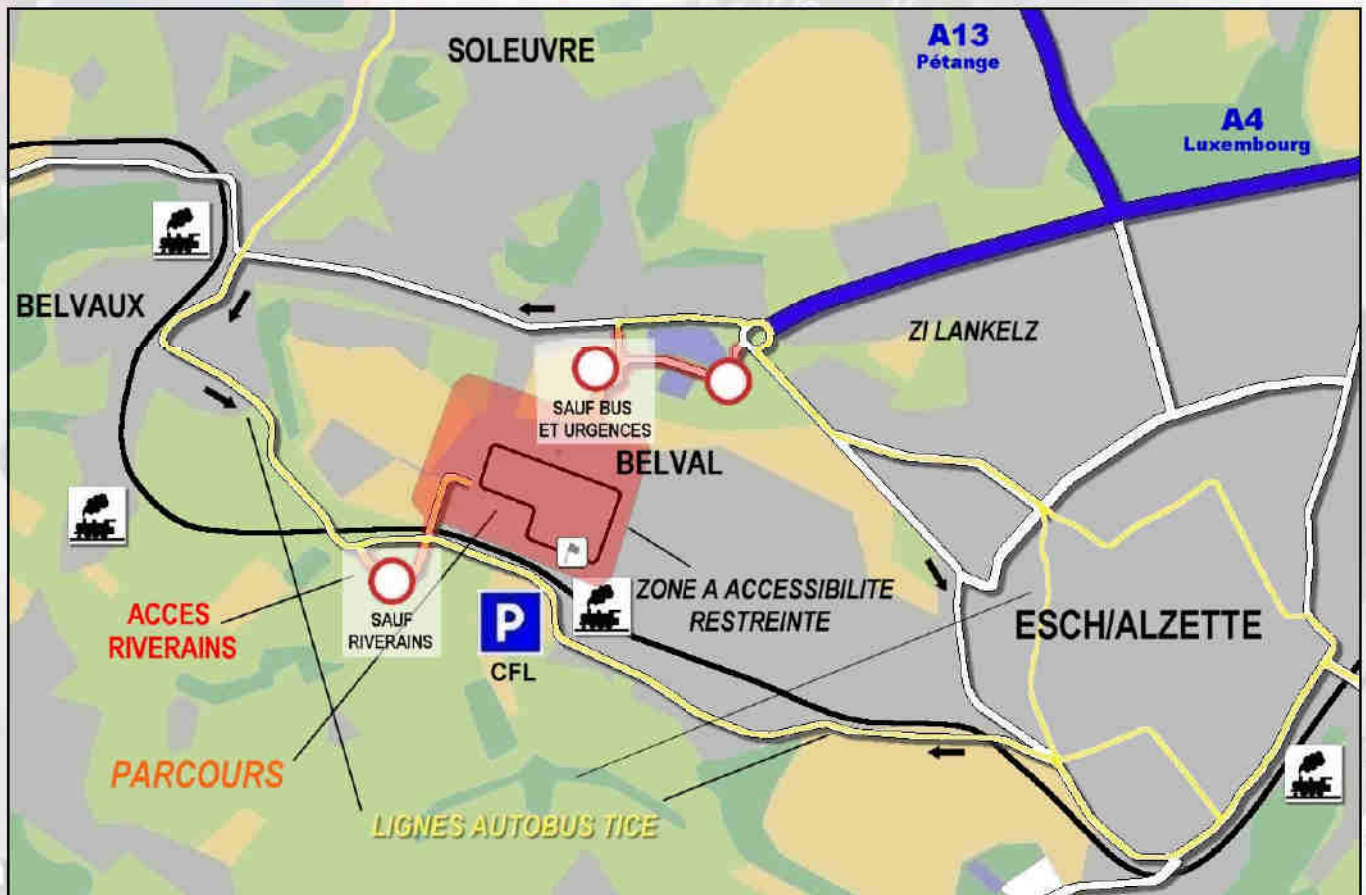 SOLEUVRE
A13
Pétange
A4
Luxembourg
BELVAUX
ZI LANKELZ
SAUF BUS
ET URGENCES
BELVAL
ZONE A ACCESSIBILITE
RESTREINTE
ESCH/ALZETTE
ACCES
RIVERAINS
SAUF
RIVERAINS
P
CFL
PARCOURS
LIGNES AUTOBUS TICE